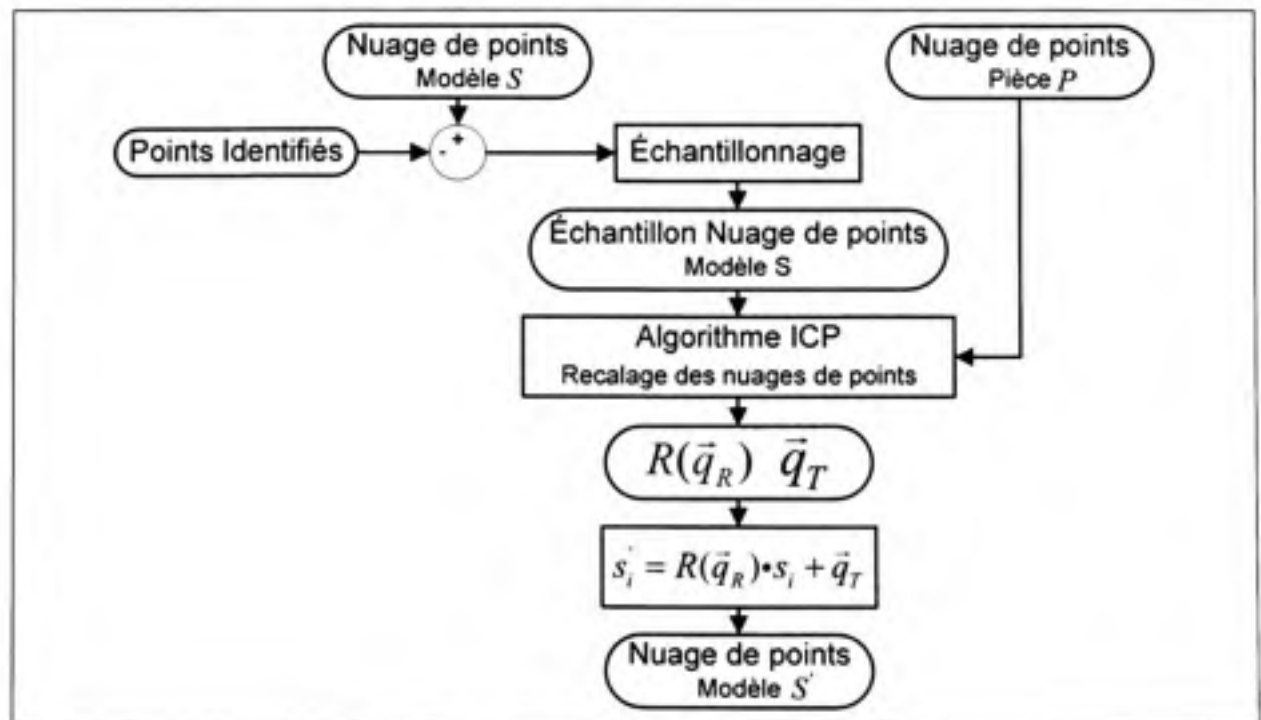 Nuage de points
Modèle S
Nuage de points
Pièce P
Points Identifiés
- +
Échantillonnage
Échantillon Nuage de points
Modèle S
Algorithme ICP
Recalage des nuages de points
R(q⃗_R) q⃗_T
s'_i = R(q⃗_R)•s_i + q⃗_T
Nuage de points
Modèle S'